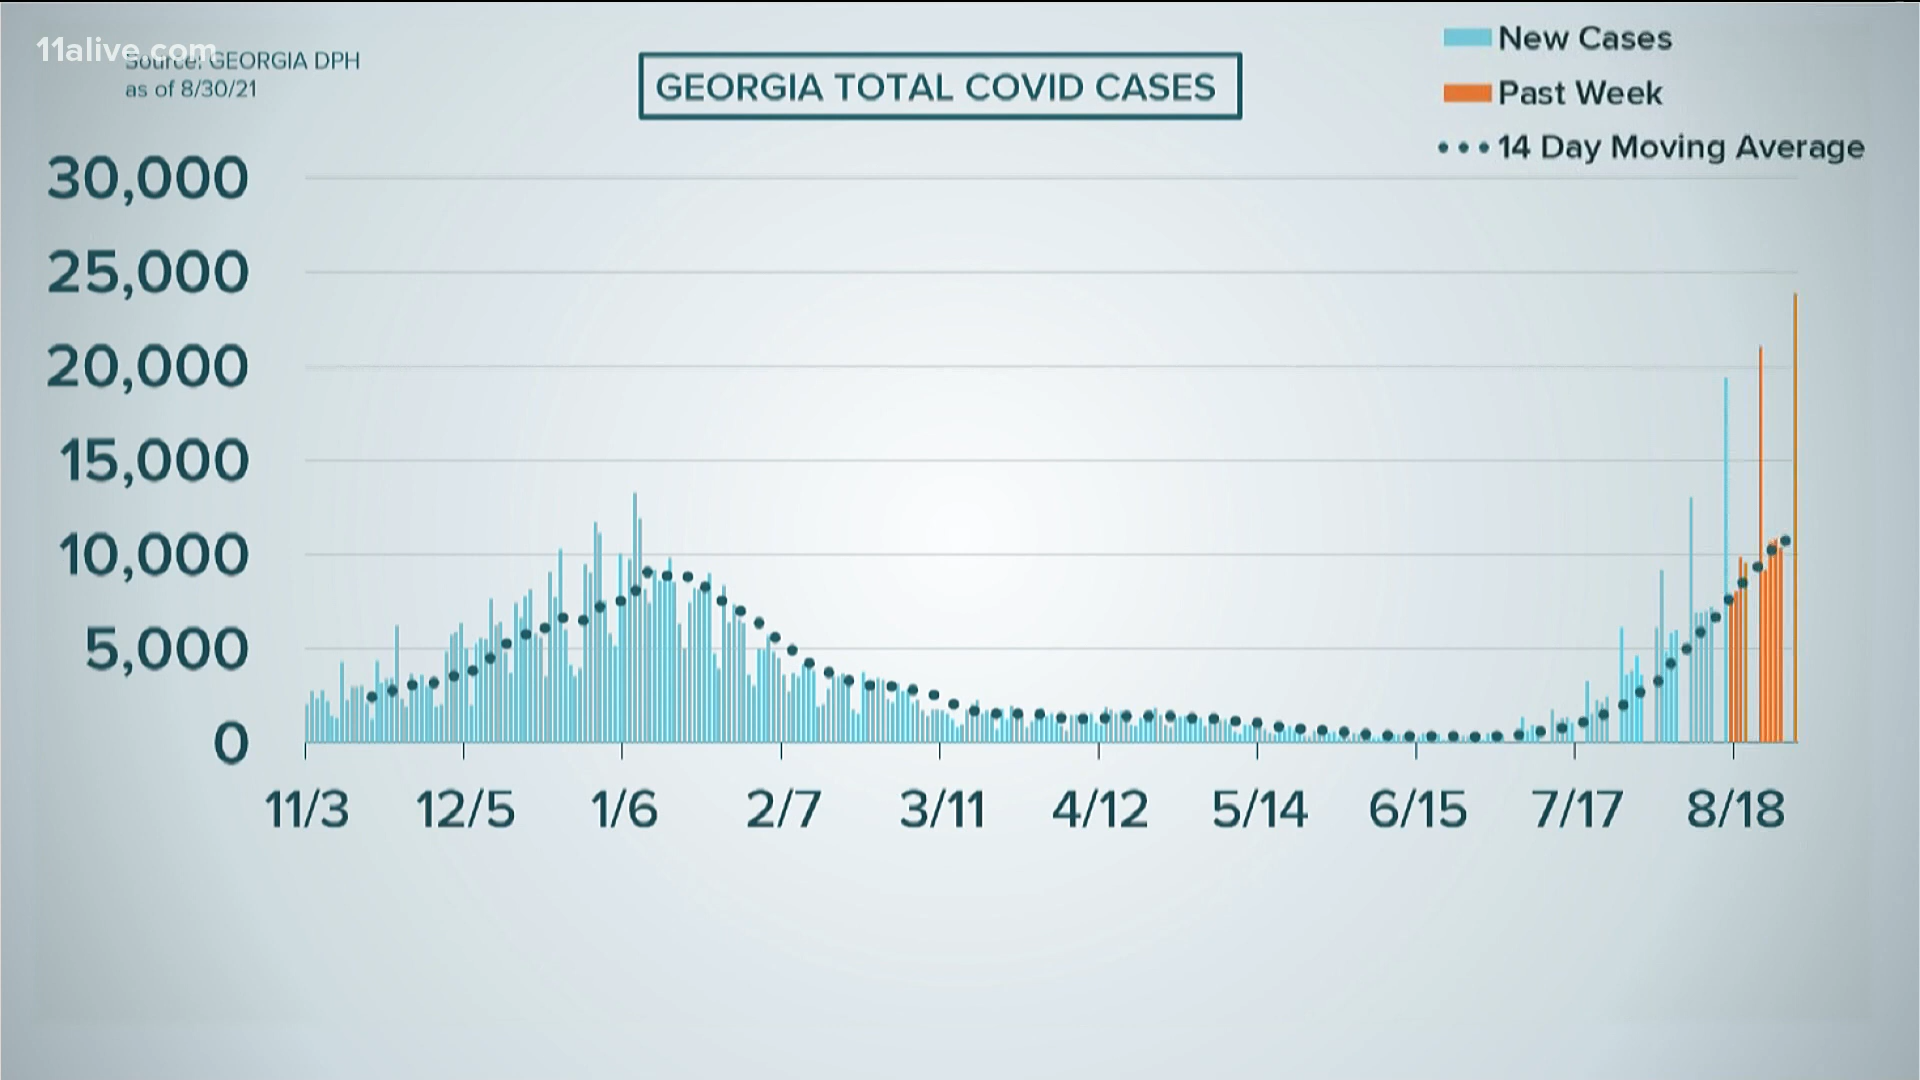 11alive.com
Source: GEORGIA DPH
as of 8/30/21
GEORGIA TOTAL COVID CASES
New Cases
Past Week
14 Day Moving Average
30,000
25,000
20,000
15,000
10,000
5,000
0
11/3 12/5 1/6 2/7 3/11 4/12 5/14 6/15 7/17 8/18